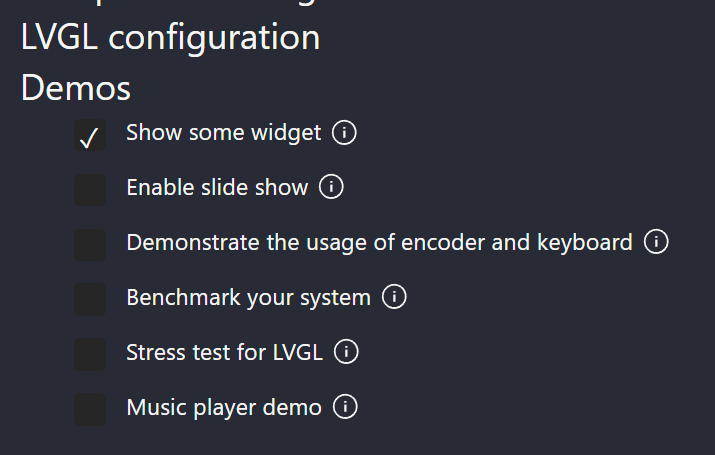 LVGL configuration
Demos
Show some widget
Enable slide show
Demonstrate the usage of encoder and keyboard
Benchmark your system
Stress test for LVGL
Music player demo